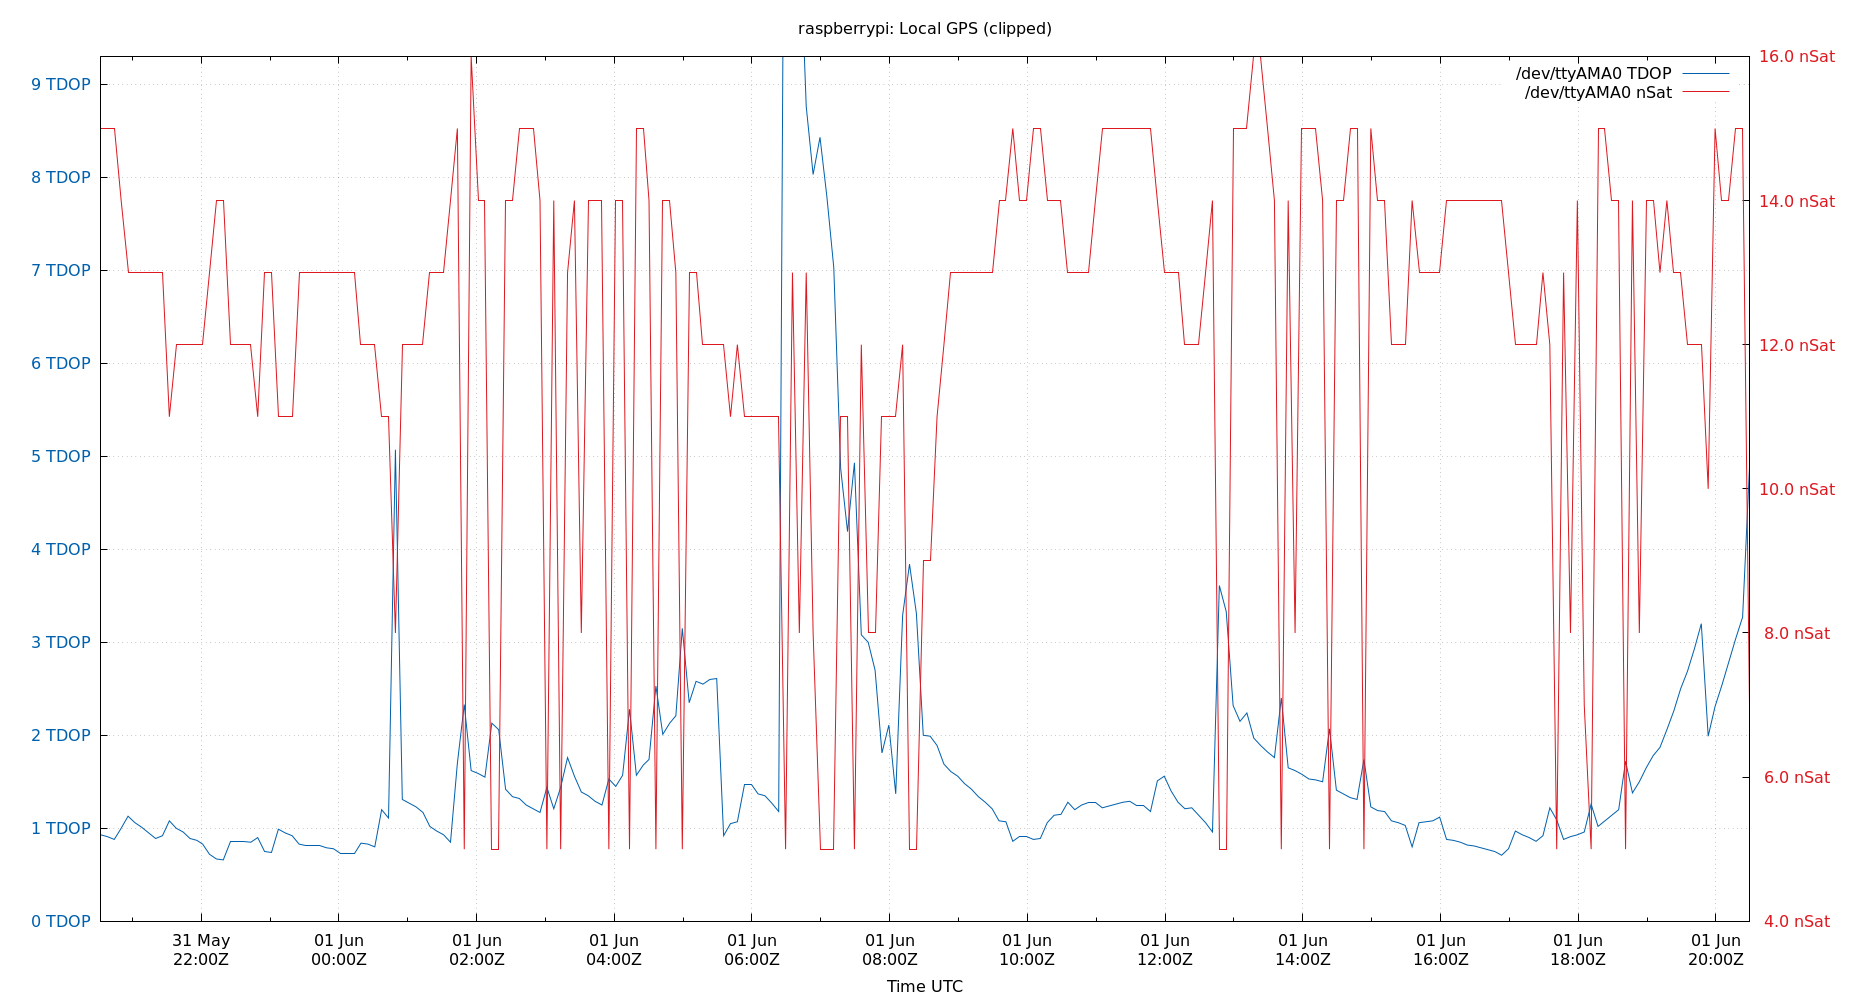 raspberrypi: Local GPS (clipped)
/dev/ttyAMA0 TDOP
/dev/ttyAMA0 nSat
9 TDOP
8 TDOP
7 TDOP
6 TDOP
5 TDOP
4 TDOP
3 TDOP
2 TDOP
1 TDOP
0 TDOP
16.0 nSat
14.0 nSat
12.0 nSat
10.0 nSat
8.0 nSat
6.0 nSat
4.0 nSat
31 May 01 Jun 01 Jun 01 Jun 01 Jun 01 Jun 01 Jun 01 Jun 01 Jun 01 Jun 01 Jun 01 Jun
22:00Z 00:00Z 02:00Z 04:00Z 06:00Z 08:00Z 10:00Z 12:00Z 14:00Z 16:00Z 18:00Z 20:00Z
Time UTC